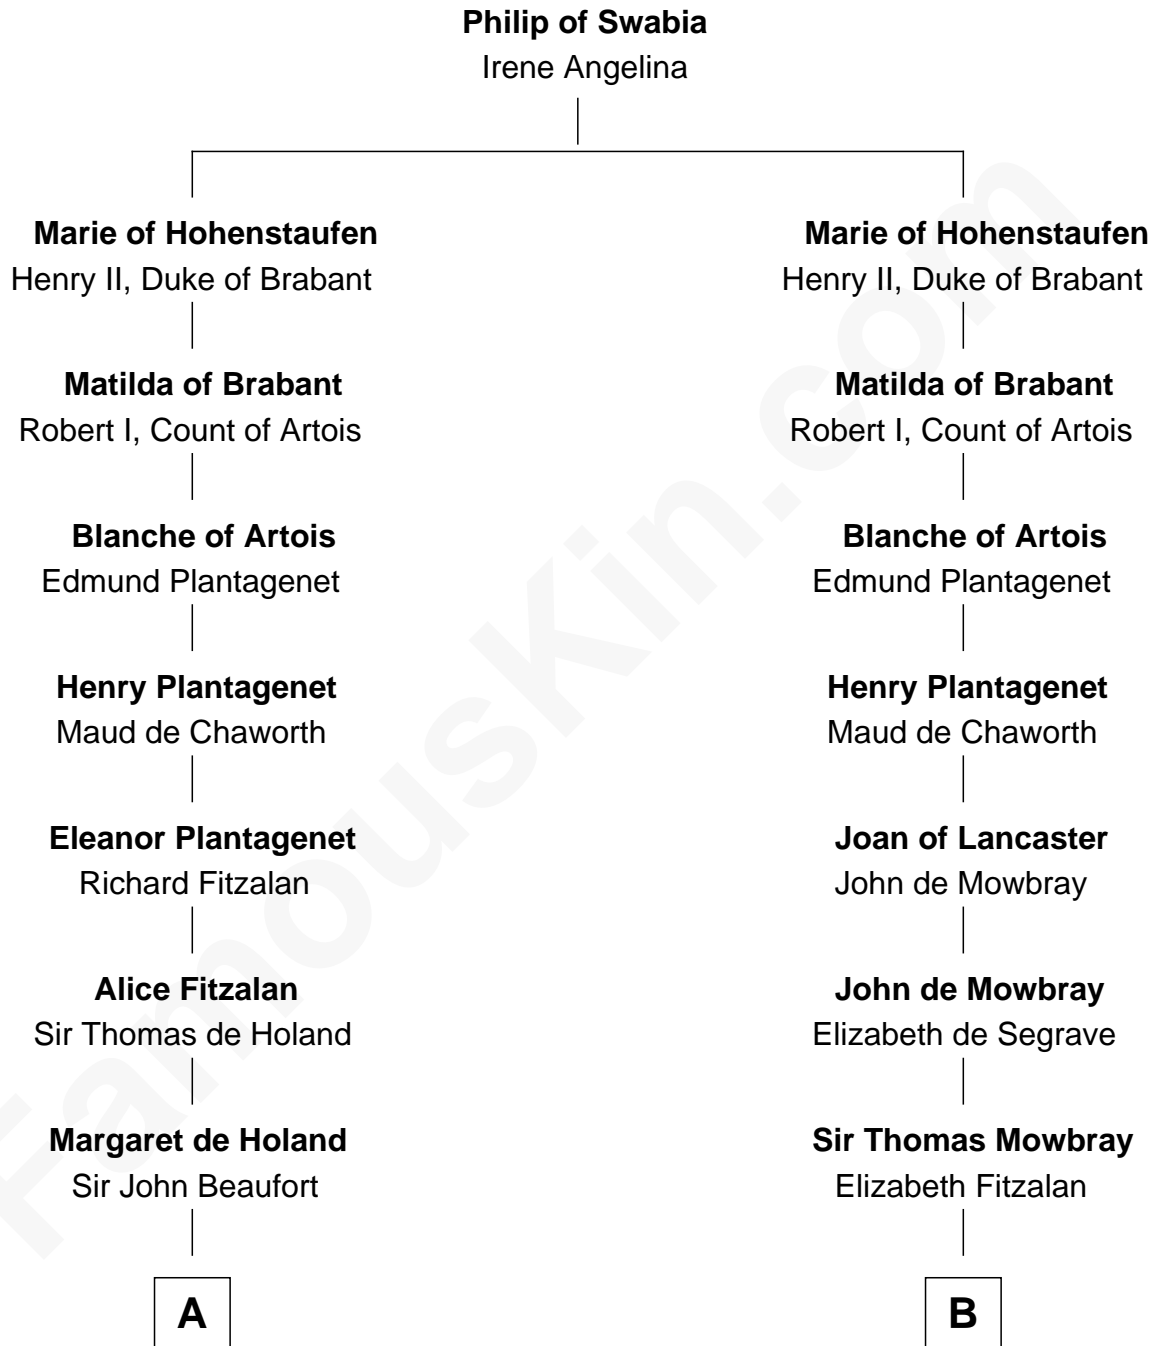 Philip of Swabia
Irene Angelina
Marie of Hohenstaufen
Henry II, Duke of Brabant
Matilda of Brabant
Robert I, Count of Artois
Blanche of Artois
Edmund Plantagenet
Henry Plantagenet
Maud de Chaworth
Eleanor Plantagenet
Richard Fitzalan
Alice Fitzalan
Sir Thomas de Holand
Margaret de Holand
Sir John Beaufort
A
Marie of Hohenstaufen
Henry II, Duke of Brabant
Matilda of Brabant
Robert I, Count of Artois
Blanche of Artois
Edmund Plantagenet
Henry Plantagenet
Maud de Chaworth
Joan of Lancaster
John de Mowbray
John de Mowbray
Elizabeth de Segrave
Sir Thomas Mowbray
Elizabeth Fitzalan
B
FamousKin.com